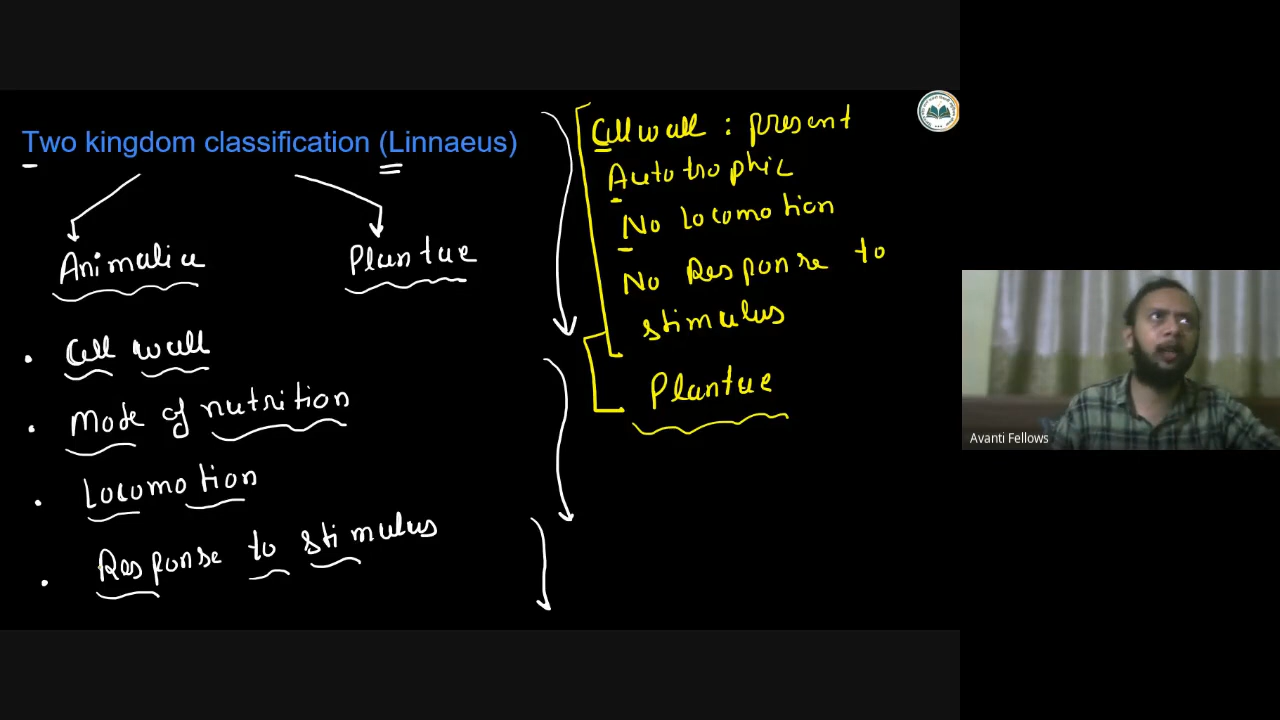 Two kingdom classification (Linnaeus)
Animalia
Plantae
• Cell wall
• Mode of nutrition
• Locomotion
• Response to stimulus
Cell wall : present
Autotrophic
No Locomotion
No Response to
stimulus
Plantae
Avanti Fellows